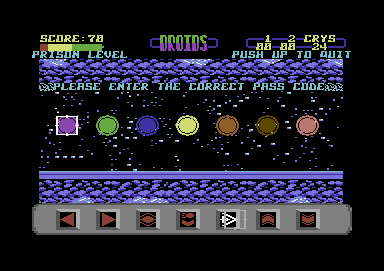 SCORE:70
DROIDS
1 2 CRYS
00 00 24
PRISON LEVEL
PUSH UP TO QUIT
PLEASE ENTER THE CORRECT PASS CODE